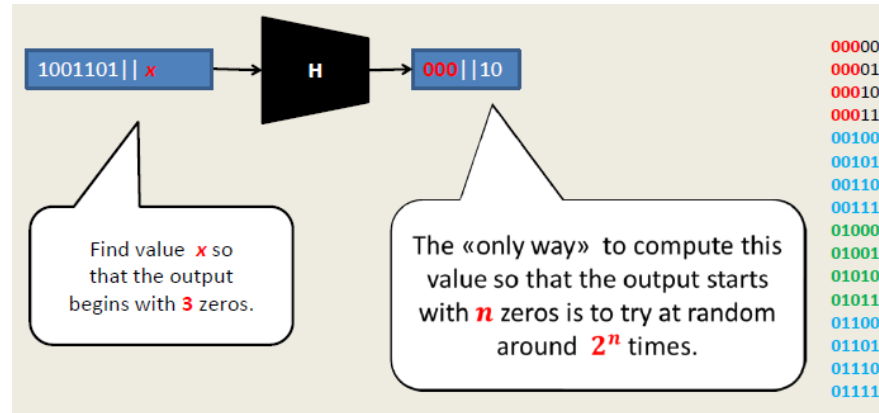 1001101|| x
H
000||10
Find value x so
that the output
begins with 3 zeros.
The «only way» to compute this
value so that the output starts
with n zeros is to try at random
around 2ⁿ times.
00000
00001
00010
00011
00100
00101
00110
00111
01000
01001
01010
01011
01100
01101
01110
01111